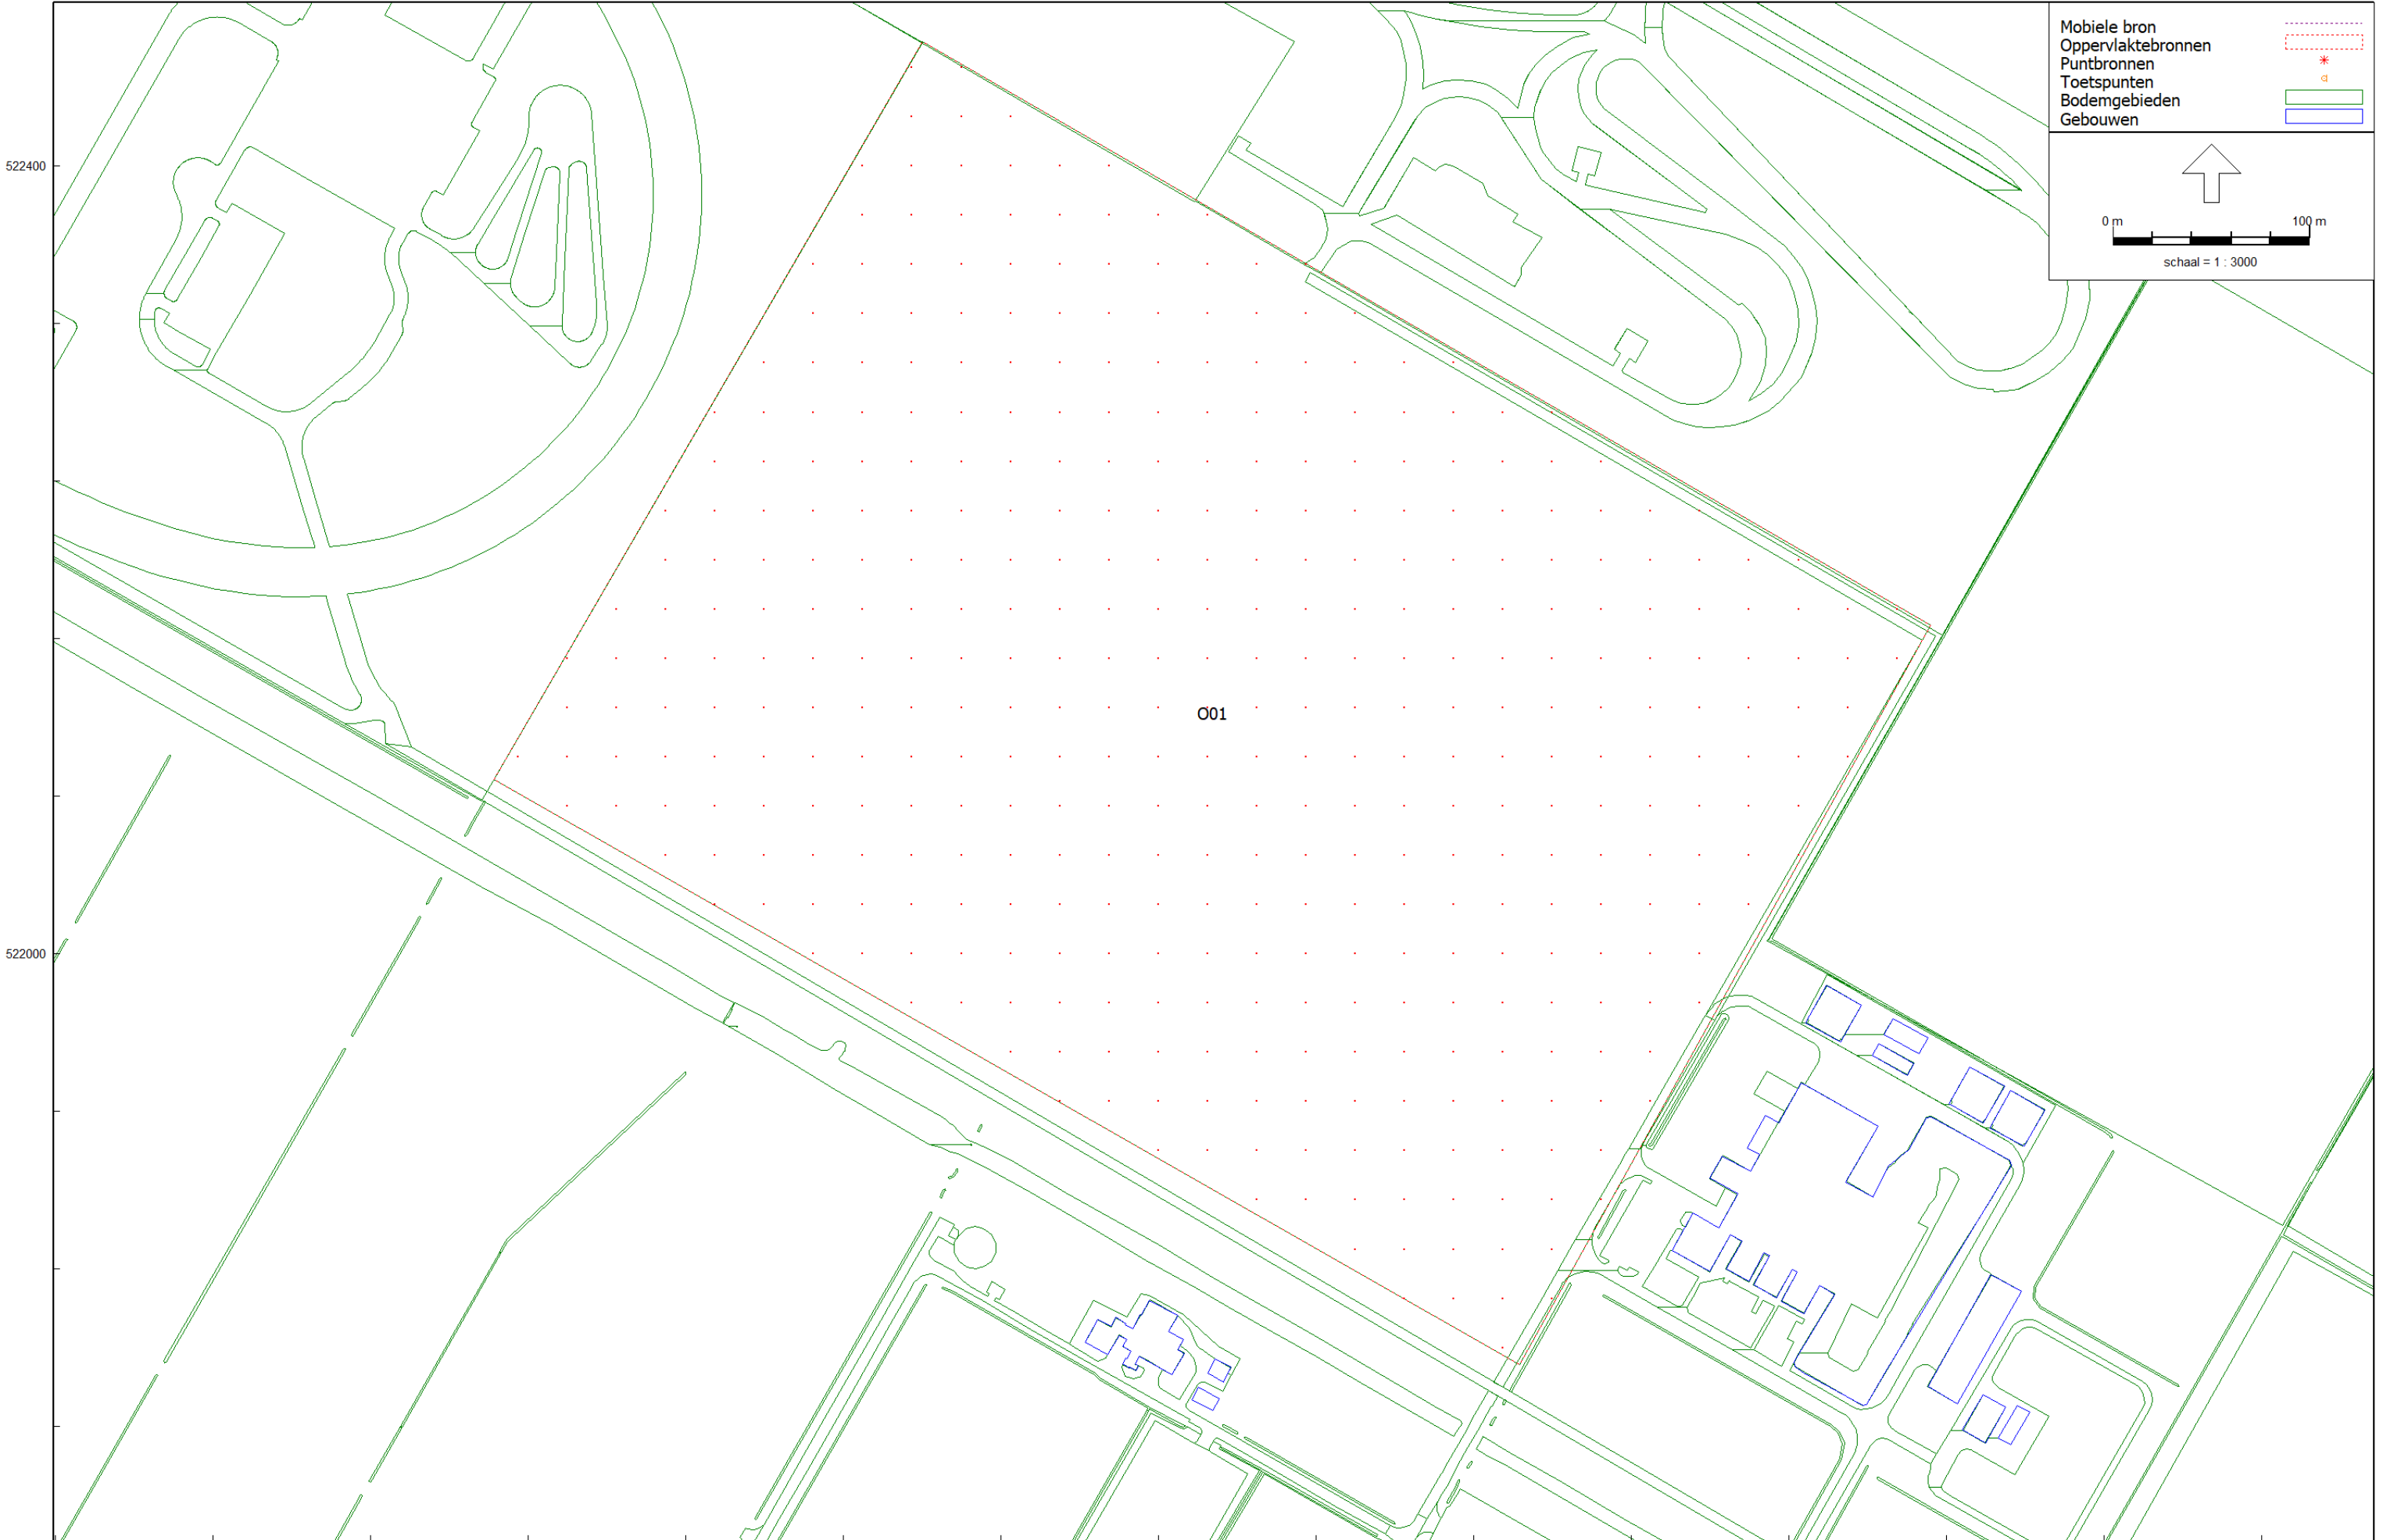 Mobiele bron
Oppervlaktebronnen
Puntbronnen
Toetspunten
Bodemgebieden
Gebouwen
0 m 100 m
schaal = 1 : 3000
522400
O01
522000